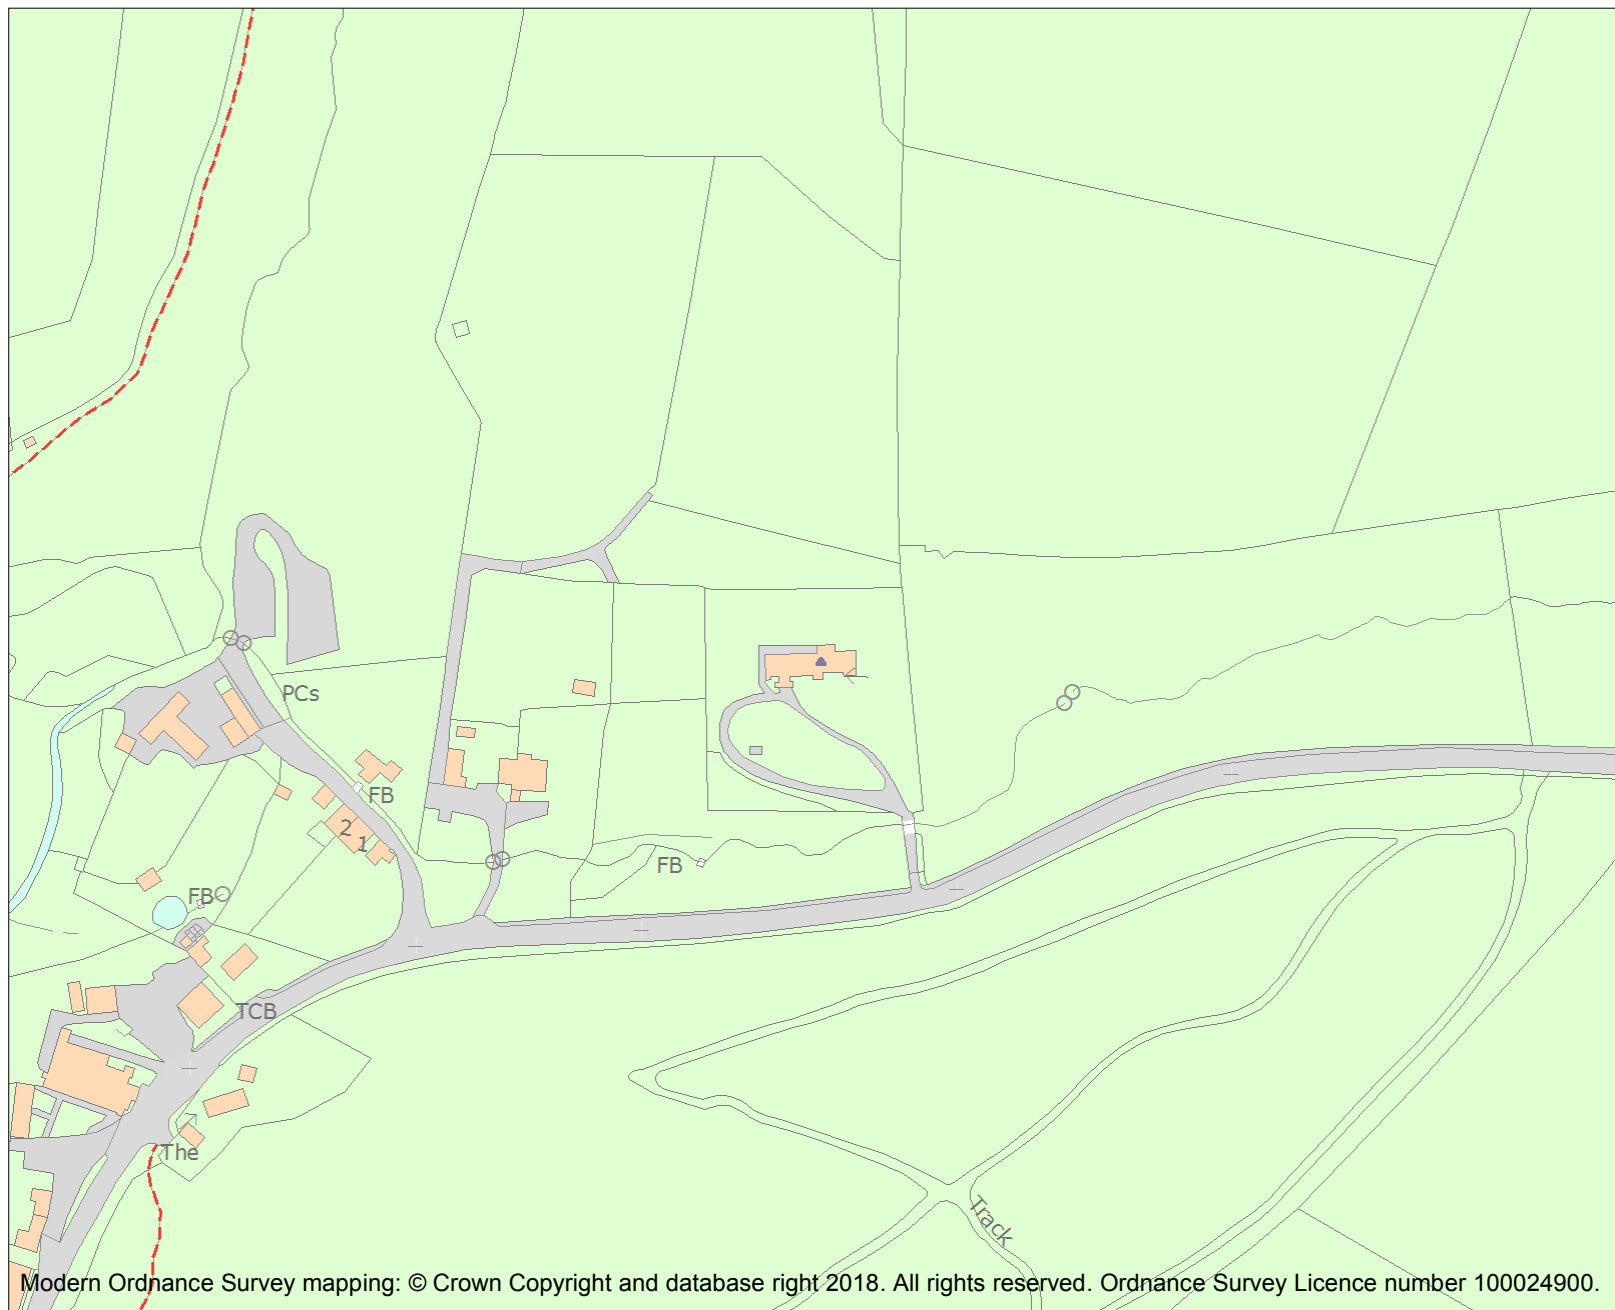 PCs
FB
2
1
FB
FB
TCB
The
Track
Modern Ordnance Survey mapping: © Crown Copyright and database right 2018. All rights reserved. Ordnance Survey Licence number 100024900.